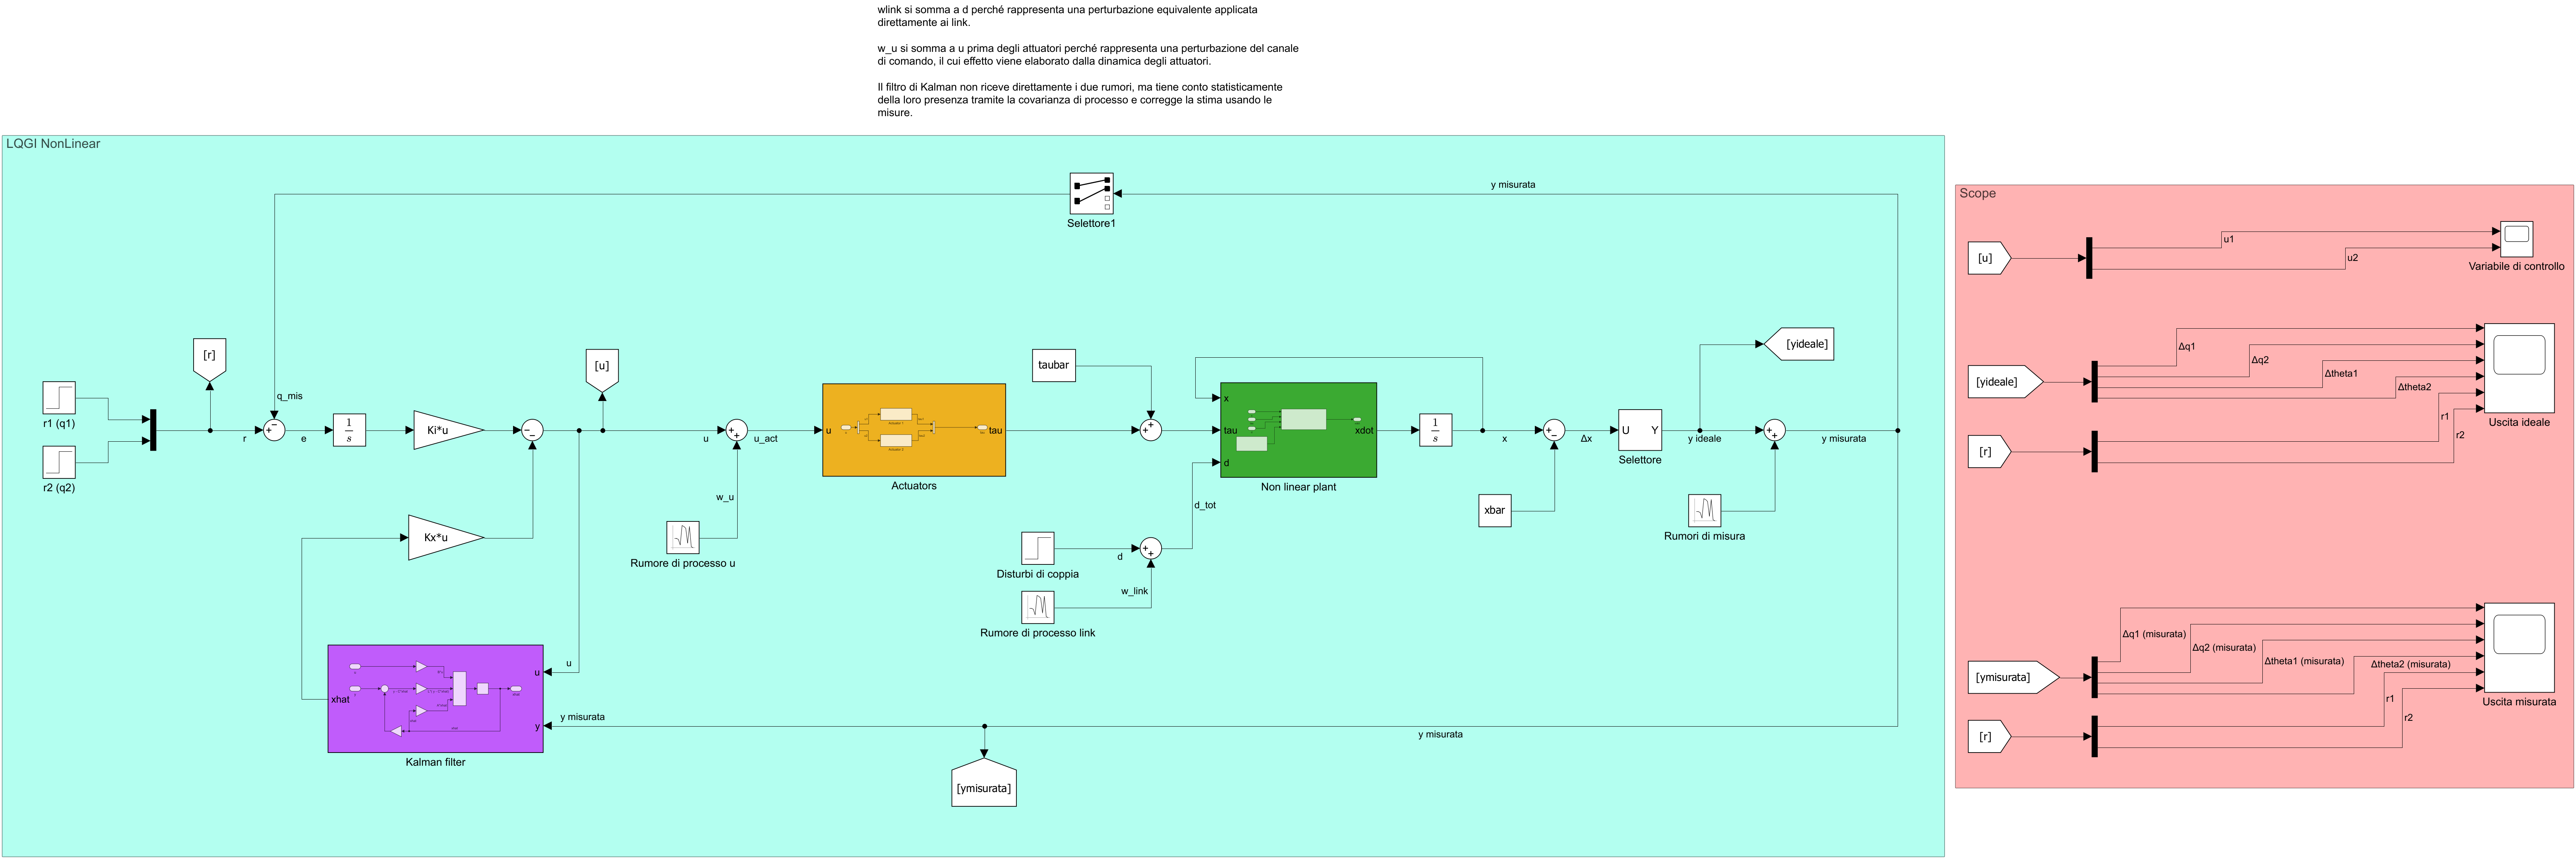 wlink si somma a d perché rappresenta una perturbazione equivalente applicata
direttamente ai link.
w_u si somma a u prima degli attuatori perché rappresenta una perturbazione del canale
di comando, il cui effetto viene elaborato dalla dinamica degli attuatori.
Il filtro di Kalman non riceve direttamente i due rumori, ma tiene conto statisticamente
della loro presenza tramite la covarianza di processo e corregge la stima usando le
misure.
LQGI NonLinear
y misurata
Selettore1
[r]
[u]
taubar
[yideale]
q_mis
r1 (q1)
r2 (q2)
r
e
1
s
Ki*u
u
u_act
u
tau
Actuators
x
tau
d
xdot
Non linear plant
1
s
x
Δx
U
Y
Selettore
y ideale
y misurata
w_u
d_tot
xbar
Kx*u
Rumore di processo u
Rumori di misura
d
Disturbi di coppia
w_link
Rumore di processo link
u
u
xhat
y
y misurata
y misurata
Kalman filter
[ymisurata]
Scope
[u]
u1
u2
Variabile di controllo
[yideale]
Δq1
Δq2
Δtheta1
Δtheta2
r1
r2
[r]
Uscita ideale
[ymisurata]
Δq1 (misurata)
Δq2 (misurata)
Δtheta1 (misurata)
Δtheta2 (misurata)
r1
r2
[r]
Uscita misurata